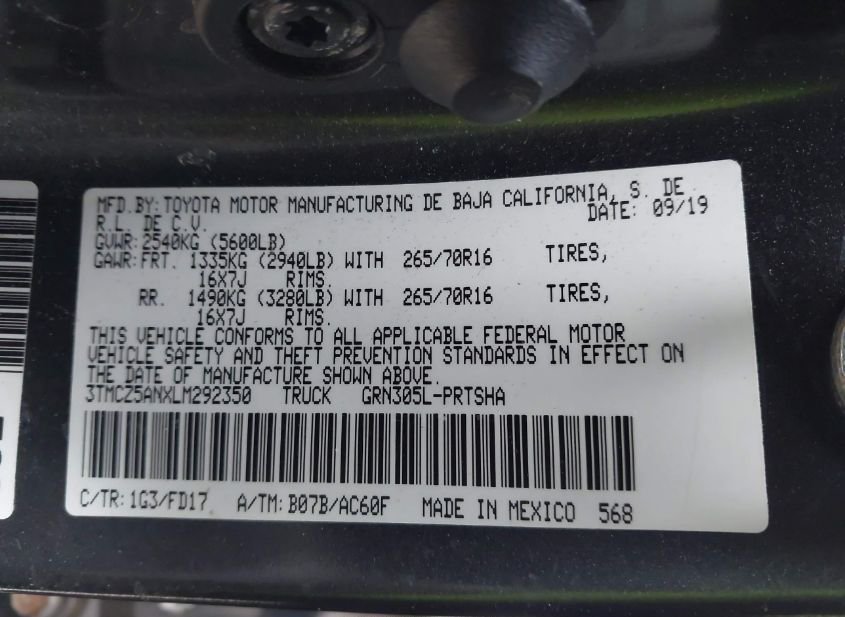 MFD.BY: TOYOTA MOTOR MANUFACTURING DE BAJA CALIFORNIA, S. DE
R.L. DE C.V. DATE: 09/19
GVWR: 2540KG (5600LB)
GAWR: FRT. 1335KG (2940LB) WITH 265/70R16 TIRES,
16X7J RIMS.
RR. 1490KG (3280LB) WITH 265/70R16 TIRES,
16X7J RIMS.
THIS VEHICLE CONFORMS TO ALL APPLICABLE FEDERAL MOTOR
VEHICLE SAFETY AND THEFT PREVENTION STANDARDS IN EFFECT ON
THE DATE OF MANUFACTURE SHOWN ABOVE.
3TMCZ5ANXLM292350 TRUCK GRN305L-PRTSHA
C/TR: 1G3/FD17 A/TM: B07B/AC60F MADE IN MEXICO 568